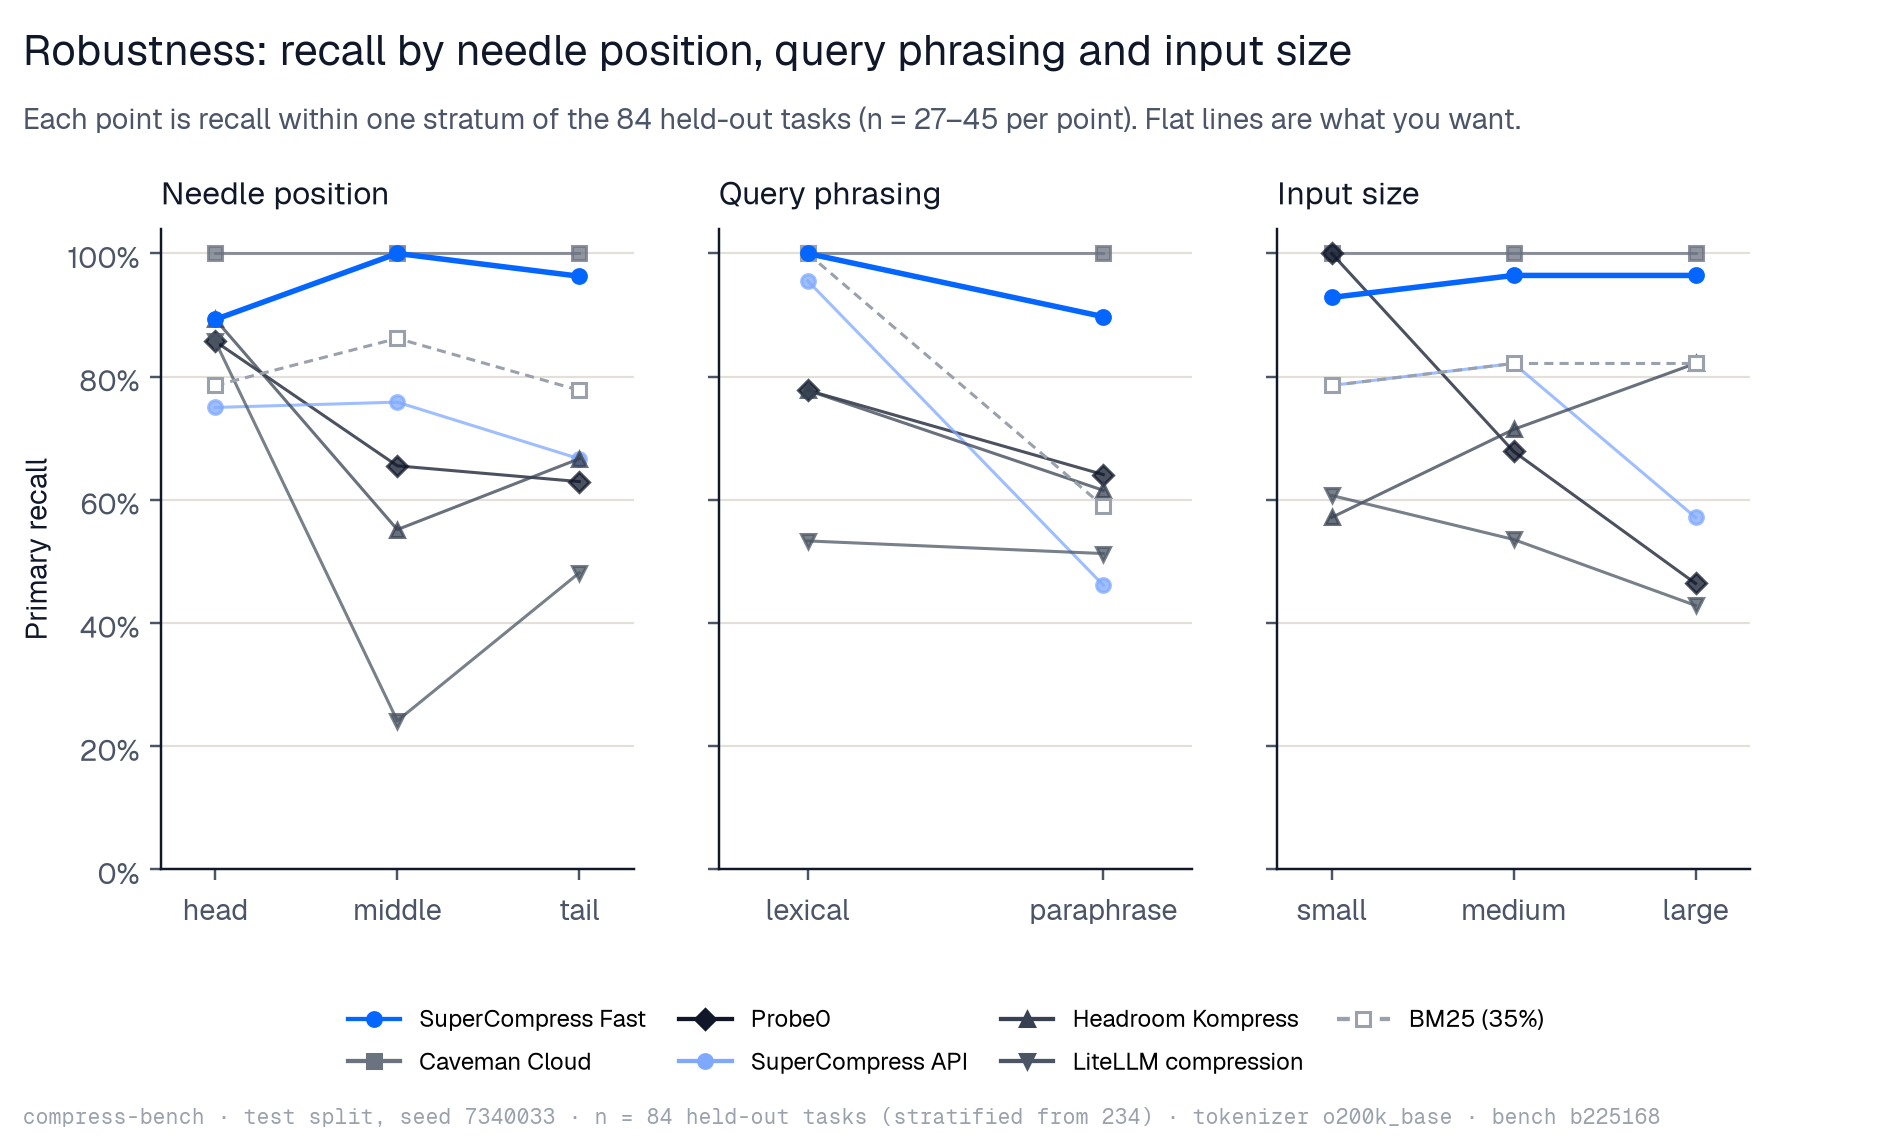 Robustness: recall by needle position, query phrasing and input size
Each point is recall within one stratum of the 84 held-out tasks (n = 27–45 per point). Flat lines are what you want.
Needle position
Query phrasing
Input size
Primary recall
100%
80%
60%
40%
20%
0%
head
middle
tail
lexical
paraphrase
small
medium
large
SuperCompress Fast
Probe0
Headroom Kompress
BM25 (35%)
Caveman Cloud
SuperCompress API
LiteLLM compression
compress-bench · test split, seed 7340033 · n = 84 held-out tasks (stratified from 234) · tokenizer o200k_base · bench b225168